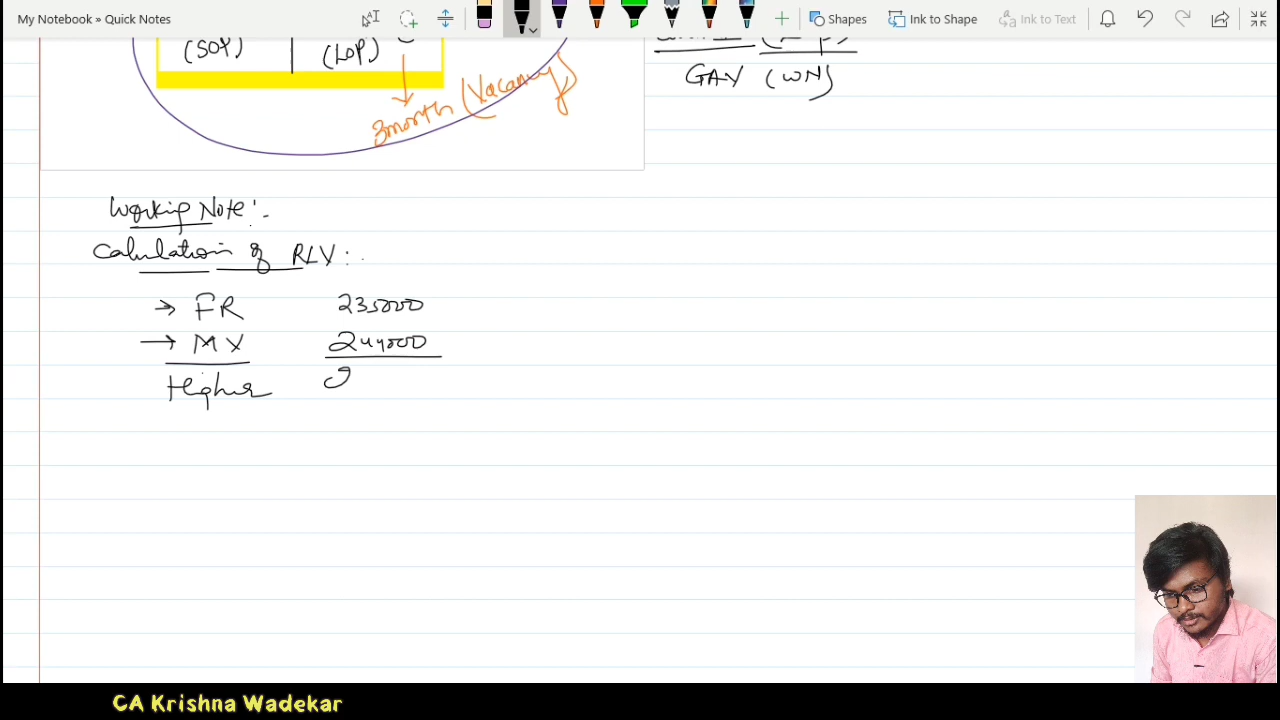 My Notebook » Quick Notes
Shapes
Ink to Shape
Ink to Text
(SOP)
(LOP)
3month (Vacancy)
GAV (WN)
Working Note:-
Calculation of RLV:-
→ FR 235000
→ MV 244000
Higher
CA Krishna Wadekar